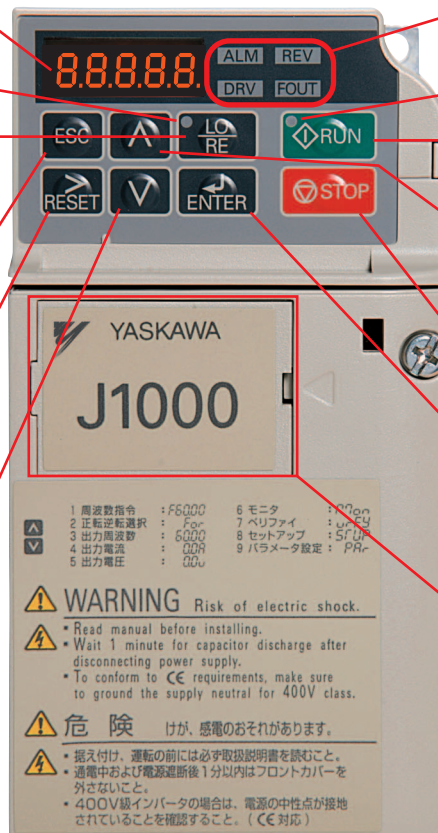 8.8.8.8.8.
ALM REV
DRV FOUT
ESC LO/RE RUN
RESET ENTER STOP
YASKAWA
J1000
1 周波数指令 : F60.00 6 モニタ : Mon
2 正転逆転選択 : For 7 ベリファイ : vrFY
3 出力周波数 : 60.00 8 セットアップ : STUP
4 出力電流 : 0.0A 9 パラメータ設定 : PAr
5 出力電圧 : 0.0v
WARNING Risk of electric shock.
• Read manual before installing.
• Wait 1 minute for capacitor discharge after
disconnecting power supply.
• To conform to CE requirements, make sure
to ground the supply neutral for 400V class.
危 険 けが、感電のおそれがあります。
• 据え付け、運転の前には必ず取扱説明書を読むこと。
• 通電中および電源遮断後1分以内はフロントカバーを
外さないこと。
• 400V級インバータの場合は、電源の中性点が接地
されていることを確認すること。(CE対応)